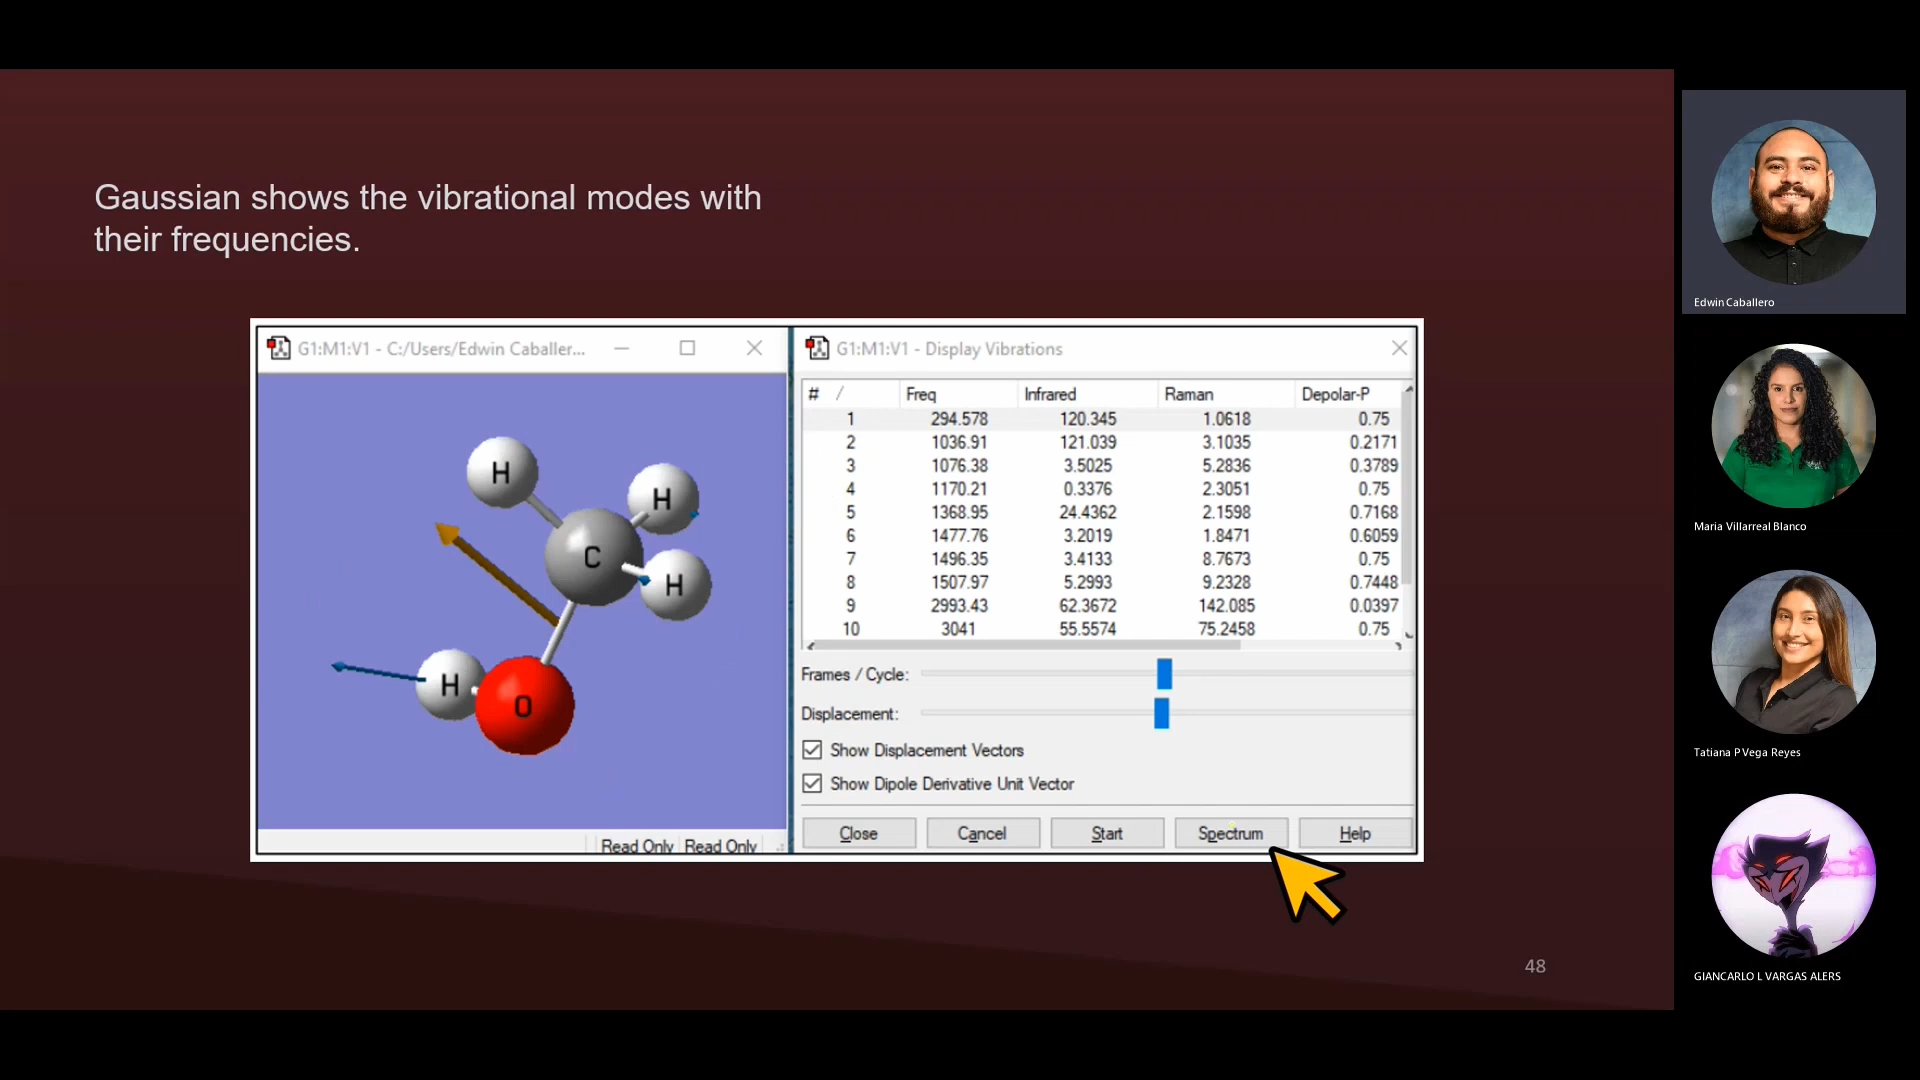 Gaussian shows the vibrational modes with
their frequencies.
G1:M1:V1 - C:/Users/Edwin Caballer...
H
H
C
H
H
O
Read Only Read Only
G1:M1:V1 - Display Vibrations
# / Freq Infrared Raman Depolar-P
1 294.578 120.345 1.0618 0.75
2 1036.91 121.039 3.1035 0.2171
3 1076.38 3.5025 5.2836 0.3789
4 1170.21 0.3376 2.3051 0.75
5 1368.95 24.4362 2.1598 0.7168
6 1477.76 3.2019 1.8471 0.6059
7 1496.35 3.4133 8.7673 0.75
8 1507.97 5.2993 9.2328 0.7448
9 2993.43 62.3672 142.085 0.0397
10 3041 55.5574 75.2458 0.75
Frames / Cycle:
Displacement:
Show Displacement Vectors
Show Dipole Derivative Unit Vector
Close Cancel Start Spectrum Help
48
Edwin Caballero
Maria Villarreal Blanco
Tatiana P Vega Reyes
GIANCARLO L VARGAS ALERS